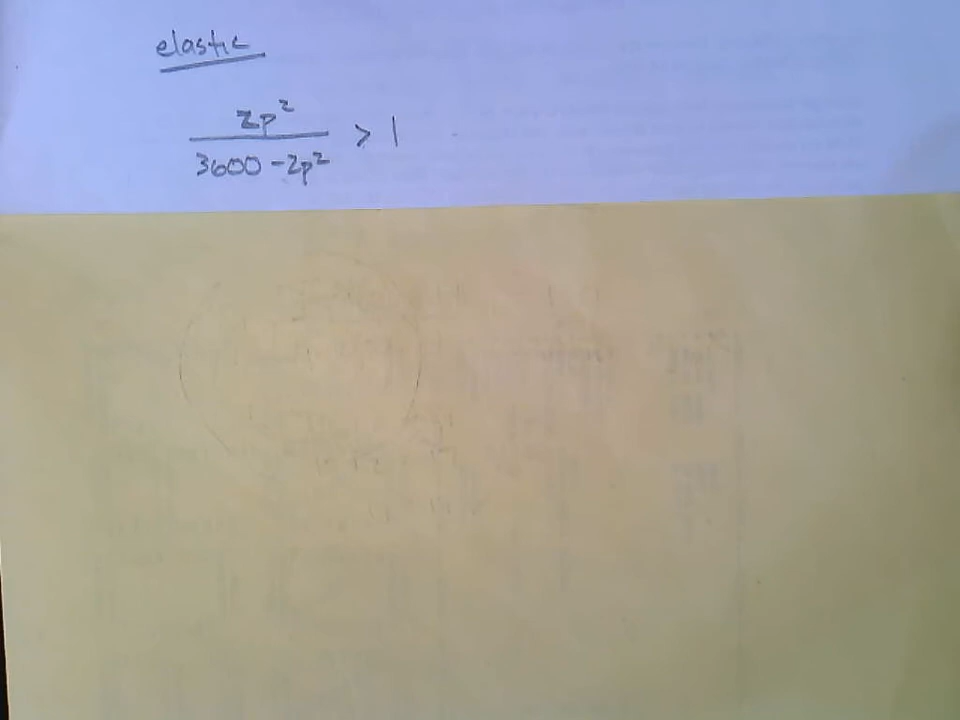 elastic
2p²
3600 - 2p²
> 1